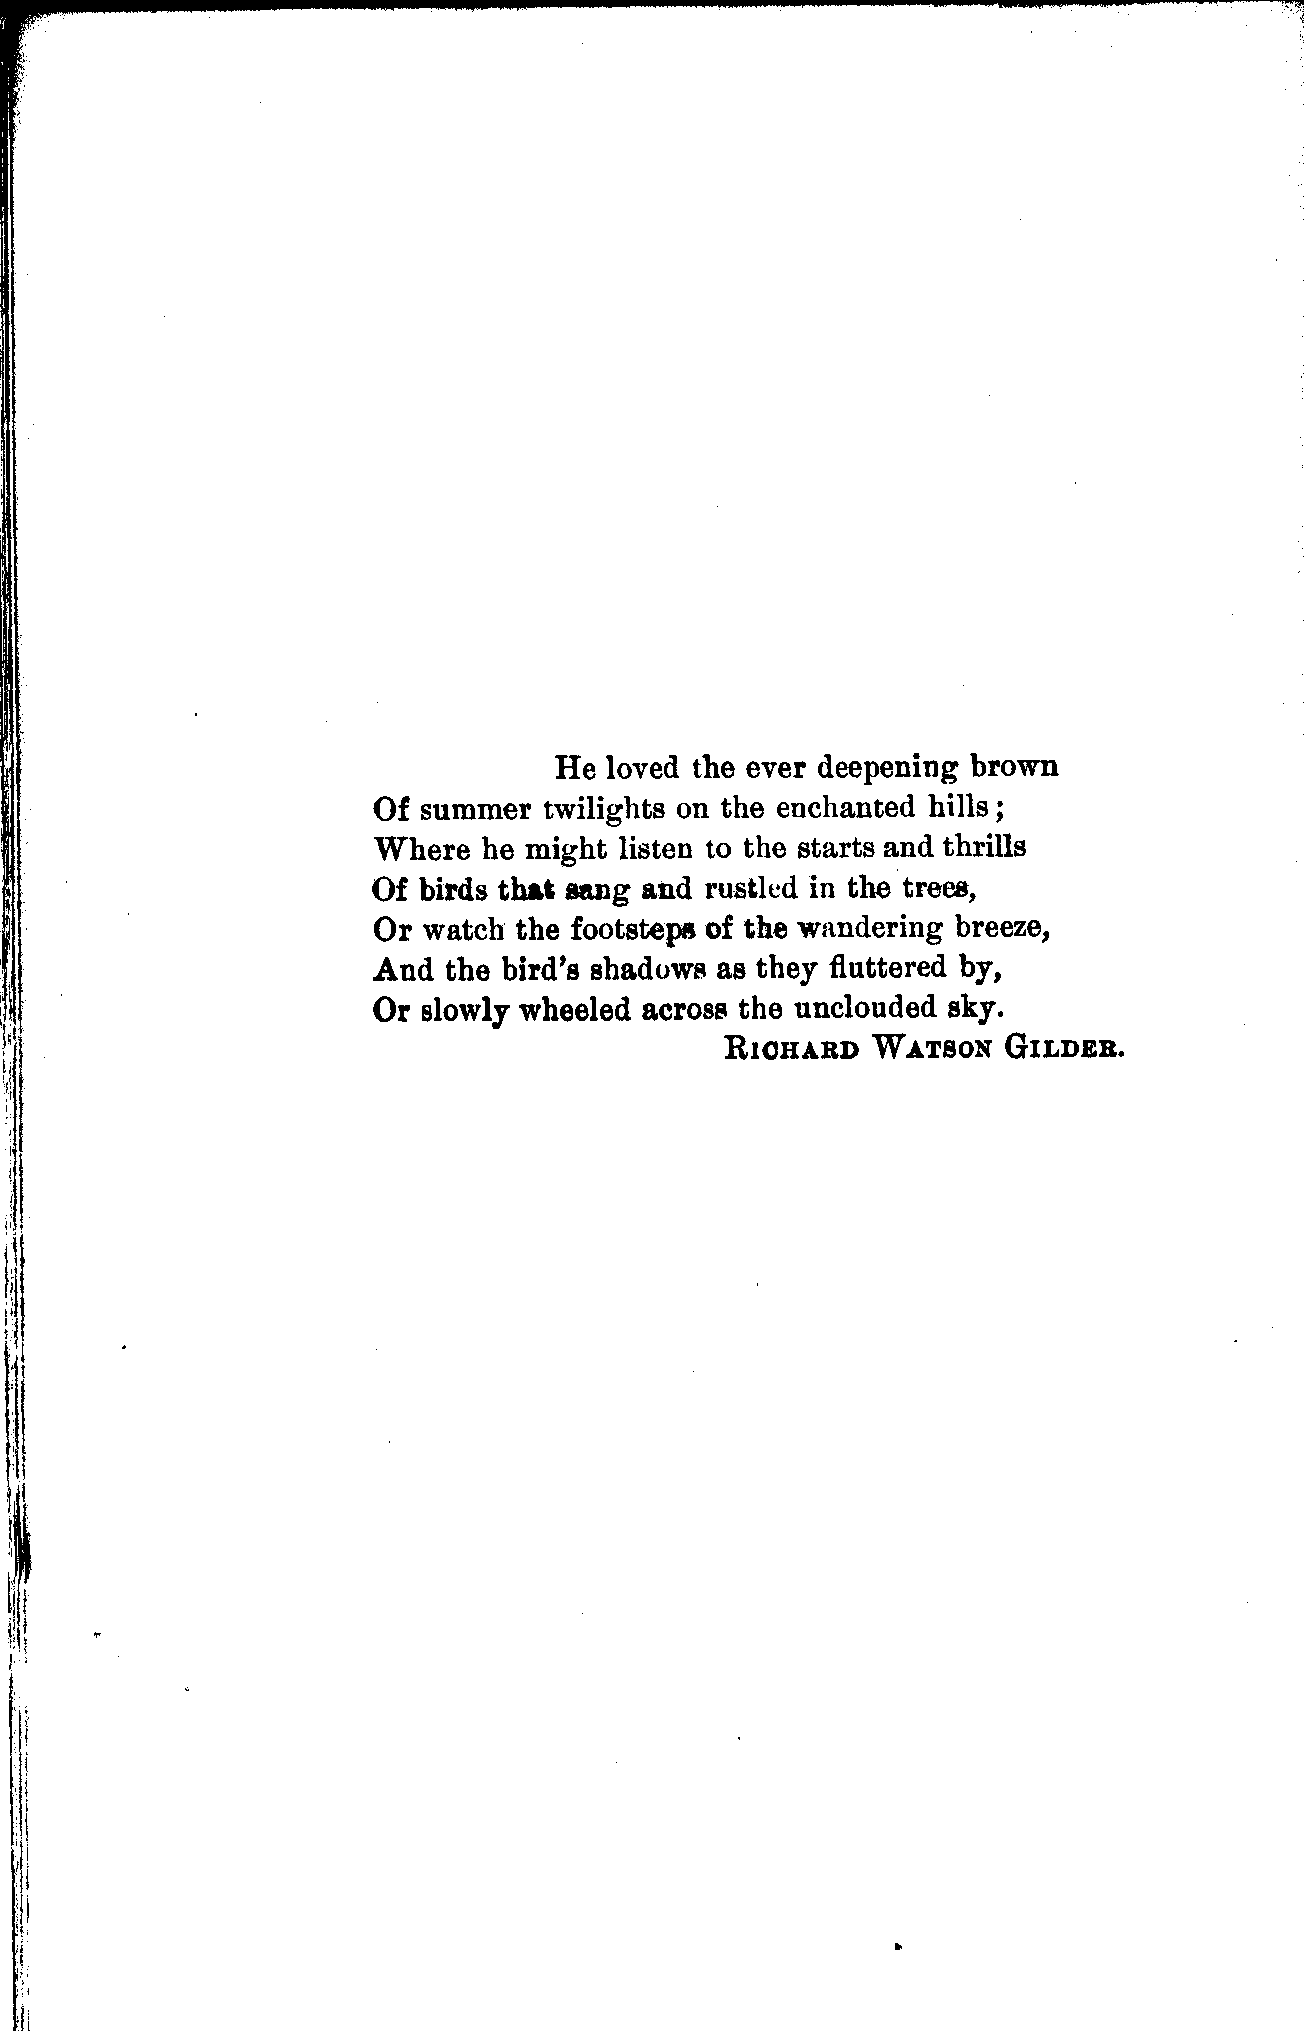 He loved the ever deepening brown
Of summer twilights on the enchanted hills;
Where he might listen to the starts and thrills
Of birds that sang and rustled in the trees,
Or watch the footsteps of the wandering breeze,
And the bird's shadows as they fluttered by,
Or slowly wheeled across the unclouded sky.
RICHARD WATSON GILDER.